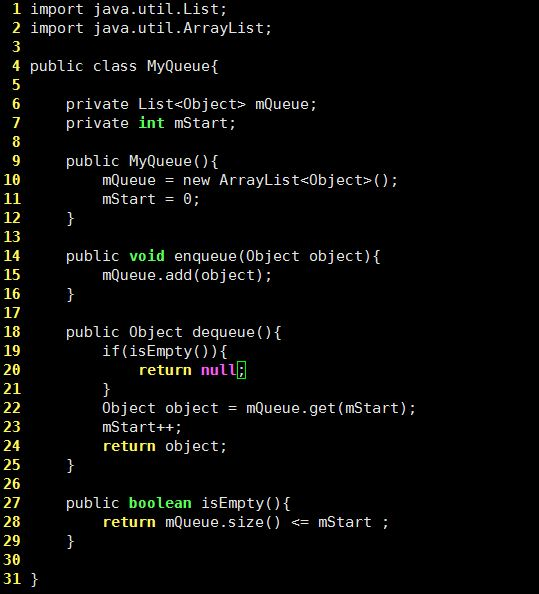 1 import java.util.List;
2 import java.util.ArrayList;
3
4 public class MyQueue{
5
6     private List<Object> mQueue;
7     private int mStart;
8
9     public MyQueue(){
10         mQueue = new ArrayList<Object>();
11         mStart = 0;
12     }
13
14     public void enqueue(Object object){
15         mQueue.add(object);
16     }
17
18     public Object dequeue(){
19         if(isEmpty()){
20             return null;
21         }
22         Object object = mQueue.get(mStart);
23         mStart++;
24         return object;
25     }
26
27     public boolean isEmpty(){
28         return mQueue.size() <= mStart ;
29     }
30
31 }